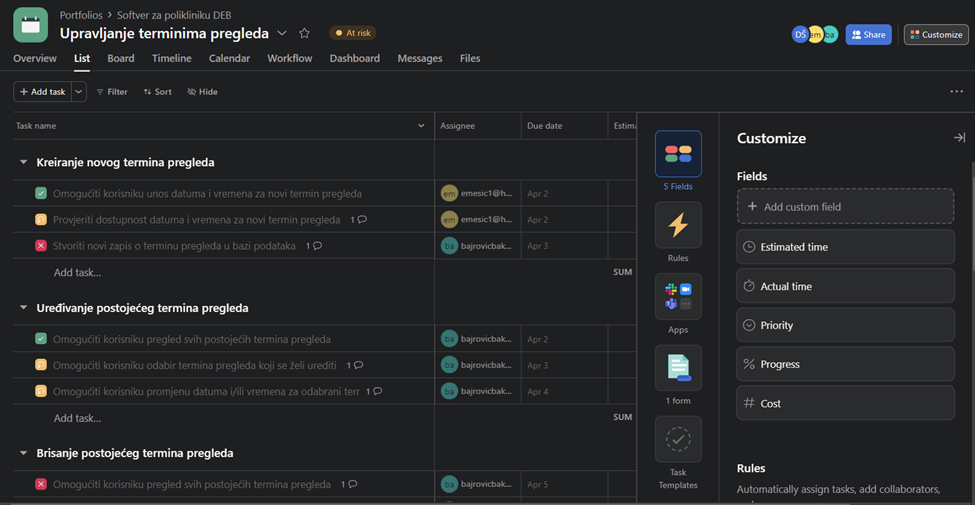 Portfolios > Softver za polikliniku DEB
Upravljanje terminima pregleda
At risk
DŠ em ba
Share
Customize
Overview List Board Timeline Calendar Workflow Dashboard Messages Files
+ Add task Filter Sort Hide
Task name Assignee Due date Estima
Kreiranje novog termina pregleda
Omogućiti korisniku unos datuma i vremena za novi termin pregleda em emesic1@h... Apr 2
Provjeriti dostupnost datuma i vremena za novi termin pregleda 1 em emesic1@h... Apr 2
Stvoriti novi zapis o terminu pregleda u bazi podataka 1 ba bajrovicbak... Apr 3
Add task... SUM
Uređivanje postojećeg termina pregleda
Omogućiti korisniku pregled svih postojećih termina pregleda ba bajrovicbak... Apr 2
Omogućiti korisniku odabir termina pregleda koji se želi urediti 1 ba bajrovicbak... Apr 3
Omogućiti korisniku promjenu datuma i/ili vremena za odabrani terr 1 ba bajrovicbak... Apr 4
Add task... SUM
Brisanje postojećeg termina pregleda
Omogućiti korisniku pregled svih postojećih termina pregleda 1 ba bajrovicbak... Apr 5
5 Fields
Rules
Apps
1 form
Task
Templates
Customize
Fields
+ Add custom field
Estimated time
Actual time
Priority
Progress
# Cost
Rules
Automatically assign tasks, add collaborators,